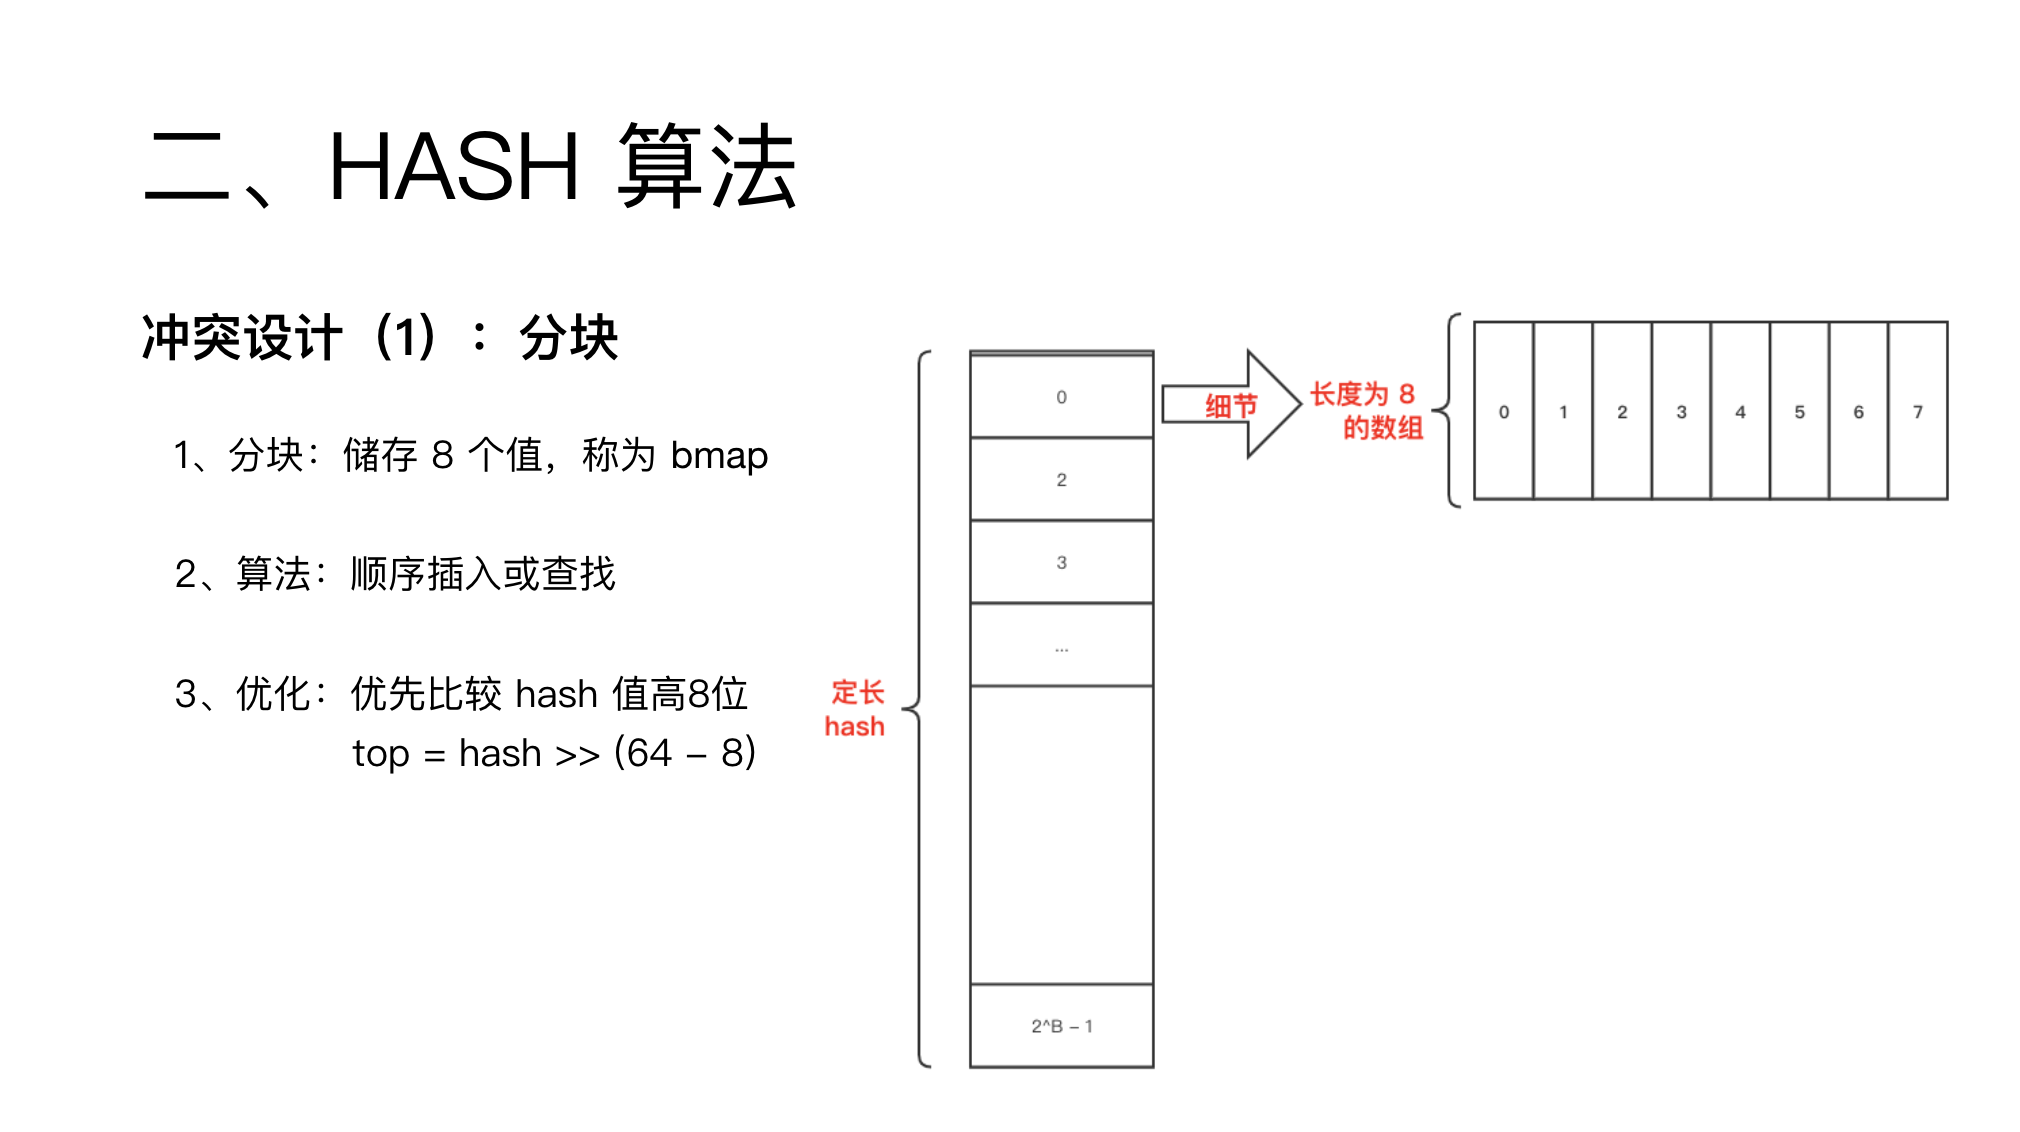 二、HASH 算法
冲突设计（1）：分块
1、分块：储存 8 个值，称为 bmap
2、算法：顺序插入或查找
3、优化：优先比较 hash 值高8位
top = hash >> (64 – 8)
定长
hash
0
2
3
...
2^B – 1
细节
长度为 8
的数组
0 1 2 3 4 5 6 7